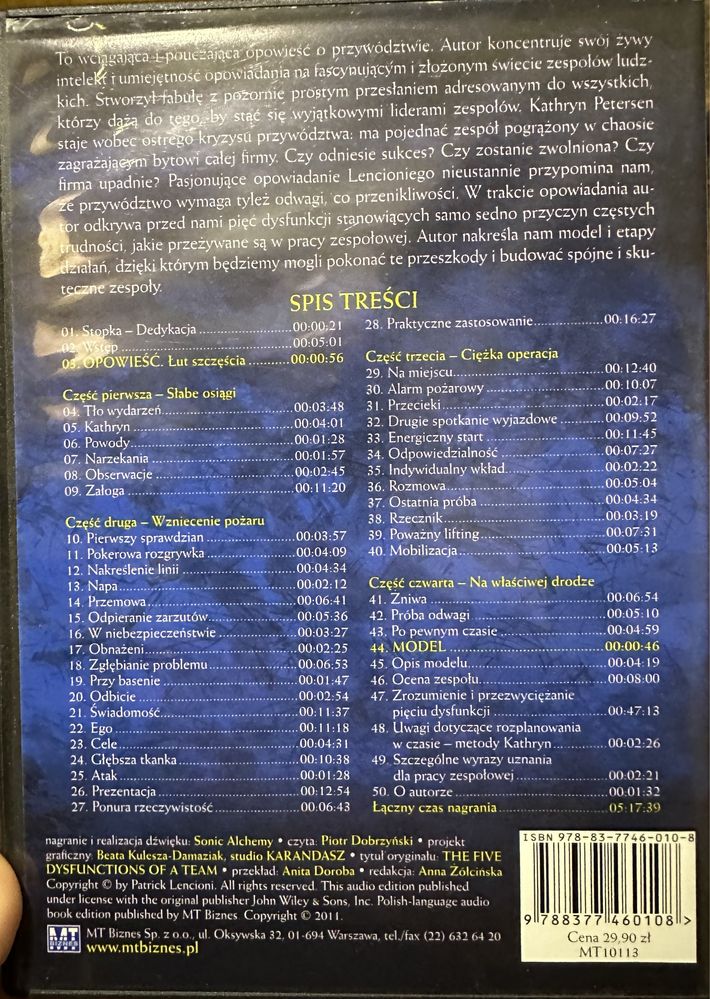 To wciągająca i pouczająca opowieść o przywództwie. Autor koncentruje swój żywy
intelekt i umiejętność opowiadania na fascynującym i złożonym świecie zespołów ludz-
kich. Stworzył fabułę z pozornie prostym przesłaniem adresowanym do wszystkich,
którzy dążą do tego, by stać się wyjątkowymi liderami zespołów. Kathryn Petersen
staje wobec ostrego kryzysu przywództwa: ma pojednać zespół pogrążony w chaosie
zagrażającym bytowi całej firmy. Czy odniesie sukces? Czy zostanie zwolniona? Czy
firma upadnie? Pasjonujące opowiadanie Lencioniego nieustannie przypomina nam,
że przywództwo wymaga tyleż odwagi, co przenikliwości. W trakcie opowiadania au-
tor odkrywa przed nami pięć dysfunkcji stanowiących samo sedno przyczyn częstych
trudności, jakie przeżywane są w pracy zespołowej. Autor nakreśla nam model i etapy
działań, dzięki którym będziemy mogli pokonać te przeszkody i budować spójne i sku-
teczne zespoły.
SPIS TREŚCI
01. Stopka – Dedykacja 00:00:21
02. Wstęp 00:05:01
03. OPOWIEŚĆ. Łut szczęścia 00:00:56
Część pierwsza – Słabe osiągi
04. Tło wydarzeń 00:03:48
05. Kathryn 00:04:01
06. Powody 00:01:28
07. Narzekania 00:01:57
08. Obserwacje 00:02:45
09. Załoga 00:11:20
Część druga – Wzniecenie pożaru
10. Pierwszy sprawdzian 00:03:57
11. Pokerowa rozgrywka 00:04:09
12. Nakreślenie linii 00:04:34
13. Napa 00:02:12
14. Przemowa 00:06:41
15. Odpieranie zarzutów 00:05:36
16. W niebezpieczeństwie 00:03:27
17. Obnażeni 00:02:25
18. Zgłębianie problemu 00:06:53
19. Przy basenie 00:01:47
20. Odbicie 00:02:54
21. Świadomość 00:11:37
22. Ego 00:11:18
23. Cele 00:04:31
24. Głębsza tkanka 00:10:38
25. Atak 00:01:28
26. Prezentacja 00:12:54
27. Ponura rzeczywistość 00:06:43
28. Praktyczne zastosowanie 00:16:27
Część trzecia – Ciężka operacja
29. Na miejscu 00:12:40
30. Alarm pożarowy 00:10:07
31. Przecieki 00:02:17
32. Drugie spotkanie wyjazdowe 00:09:52
33. Energiczny start 00:11:45
34. Odpowiedzialność 00:07:27
35. Indywidualny wkład 00:02:22
36. Rozmowa 00:05:04
37. Ostatnia próba 00:04:34
38. Rzecznik 00:03:19
39. Poważny lifting 00:07:31
40. Mobilizacja 00:05:13
Część czwarta – Na właściwej drodze
41. Żniwa 00:06:54
42. Próba odwagi 00:05:10
43. Po pewnym czasie 00:04:59
44. MODEL 00:00:46
45. Opis modelu 00:04:19
46. Ocena zespołu 00:08:00
47. Zrozumienie i przezwyciężanie
pięciu dysfunkcji 00:47:13
48. Uwagi dotyczące rozplanowania
w czasie – metody Kathryn 00:02:26
49. Szczególne wyrazy uznania
dla pracy zespołowej 00:02:21
50. O autorze 00:01:32
Łączny czas nagrania 05:17:39
nagranie i realizacja dźwięku: Sonic Alchemy • czyta: Piotr Dobrzyński • projekt
graficzny: Beata Kulesza-Damaziak, studio KARANDASZ • tytuł oryginału: THE FIVE
DYSFUNCTIONS OF A TEAM • przekład: Anita Doroba • redakcja: Anna Żółcińska
Copyright © by Patrick Lencioni. All rights reserved. This audio edition published
under license with the original publisher John Wiley & Sons, Inc. Polish-language audio
book edition published by MT Biznes. Copyright © 2011.
MT BIZNES
MT Biznes Sp. z o.o., ul. Oksywska 32, 01-694 Warszawa, tel./fax (22) 632 64 20
www.mtbiznes.pl
ISBN 978-83-7746-010-8
9 788377 460108 >
Cena 29,90 zł
MT10113